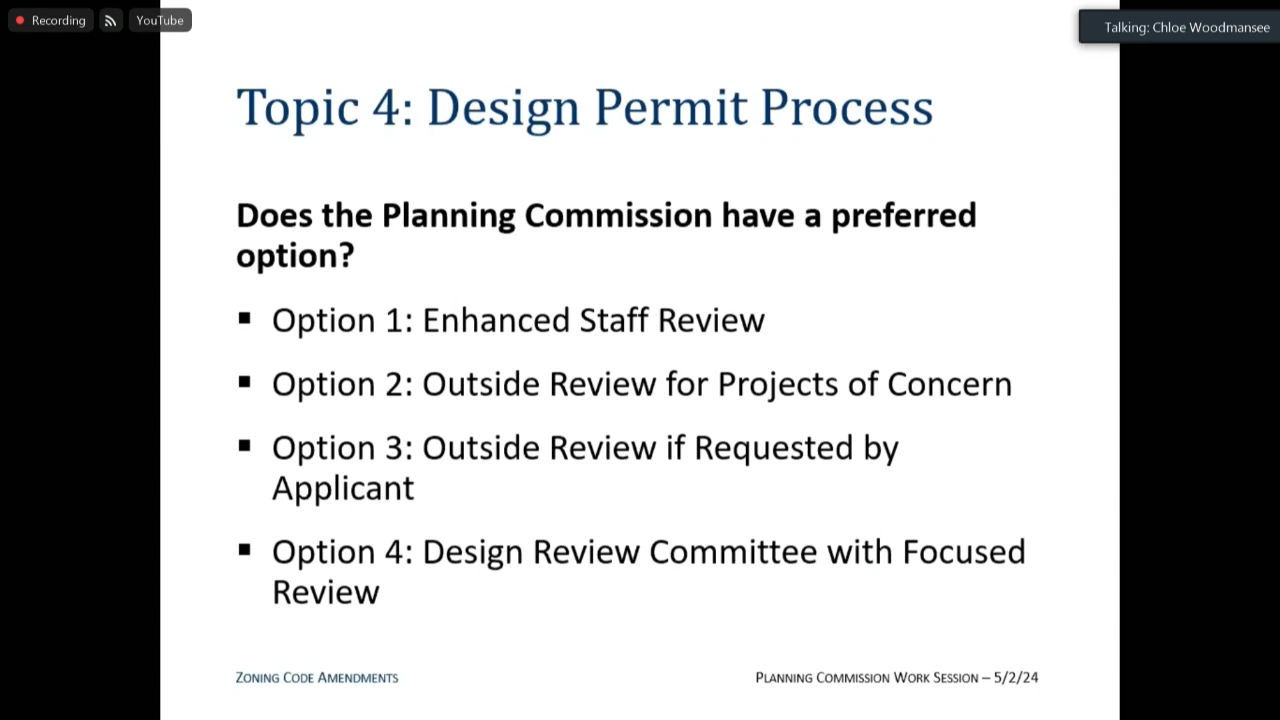 Recording
YouTube
Talking: Chloe Woodmansee
Topic 4: Design Permit Process
Does the Planning Commission have a preferred
option?
▪ Option 1: Enhanced Staff Review
▪ Option 2: Outside Review for Projects of Concern
▪ Option 3: Outside Review if Requested by
Applicant
▪ Option 4: Design Review Committee with Focused
Review
ZONING CODE AMENDMENTS
PLANNING COMMISSION WORK SESSION – 5/2/24